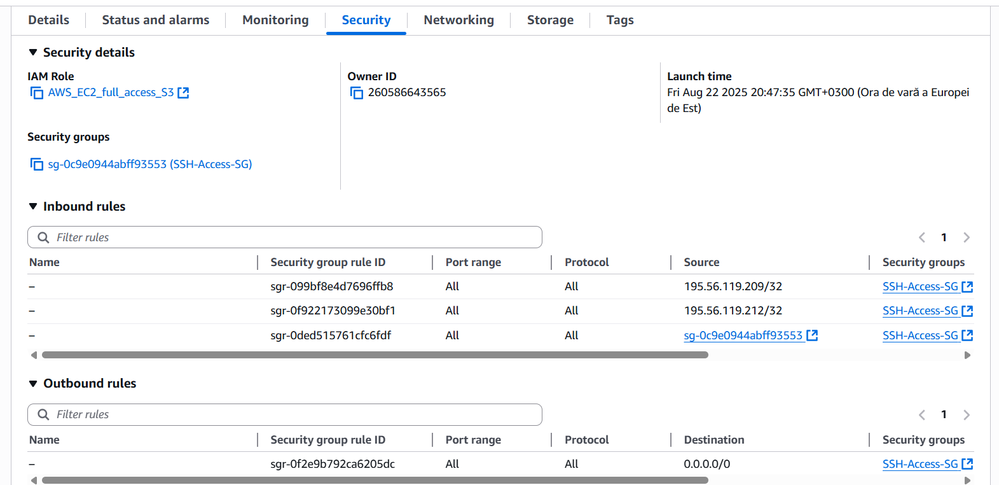 Details Status and alarms Monitoring Security Networking Storage Tags
Security details
IAM Role
AWS_EC2_full_access_S3
Owner ID
260586643565
Launch time
Fri Aug 22 2025 20:47:35 GMT+0300 (Ora de vară a Europei
de Est)
Security groups
sg-0c9e0944abff93553 (SSH-Access-SG)
Inbound rules
Filter rules
1
Name Security group rule ID Port range Protocol Source Security groups
– sgr-099bf8e4d7696ffb8 All All 195.56.119.209/32 SSH-Access-SG
– sgr-0f922173099e30bf1 All All 195.56.119.212/32 SSH-Access-SG
– sgr-0ded515761cfc6fdf All All sg-0c9e0944abff93553 SSH-Access-SG
Outbound rules
Filter rules
1
Name Security group rule ID Port range Protocol Destination Security groups
– sgr-0f2e9b792ca6205dc All All 0.0.0.0/0 SSH-Access-SG